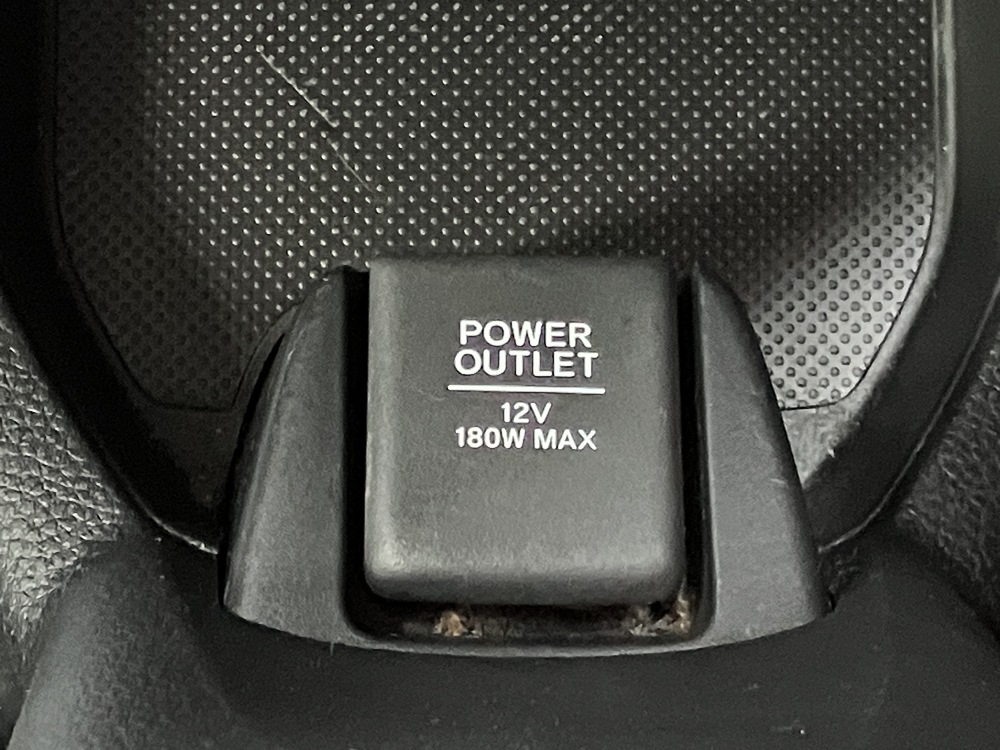 POWER
OUTLET
12V
180W MAX